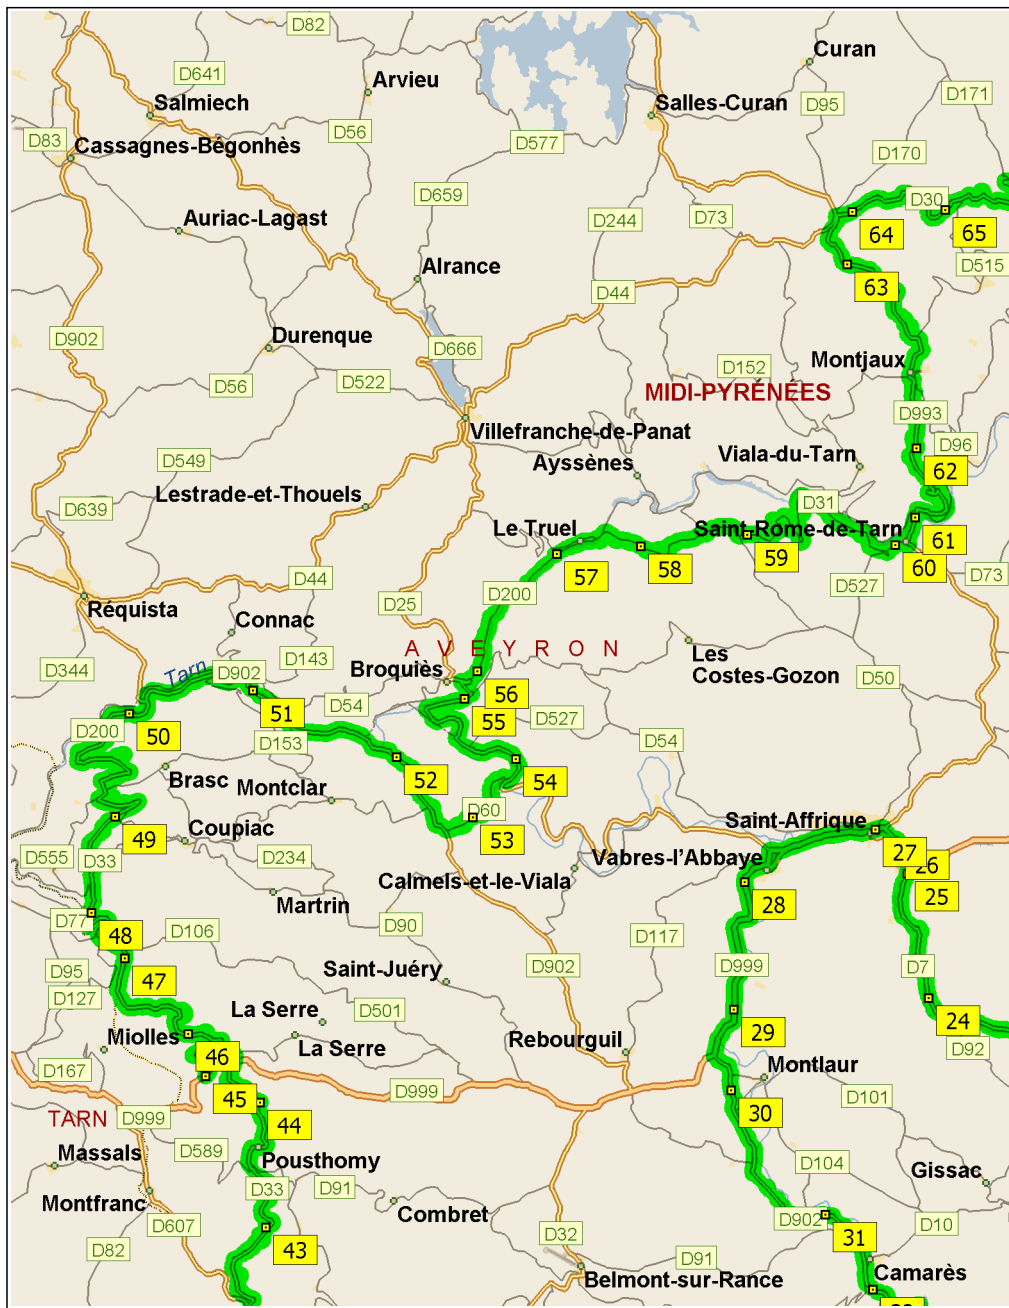 D82
Curan
D641
Arvieu
D171
Salmiech
D95
Salles-Curan
D83
D56
D577
Cassagnes-Bégonhès
D170
D659
D30
Auriac-Lagast
D244
D73
64
65
Alrance
D515
63
D44
Durenque
D902
D666
Montjaux
D152
D56
D522
MIDI-PYRÉNÉES
D993
Villefranche-de-Panat
D96
Viala-du-Tarn
D549
Ayssènes
62
Lestrade-et-Thouels
D31
D639
Le Truel
Saint-Rome-de-Tarn
61
59
60
57
58
D44
D73
D200
D527
D25
Réquista
Connac
AVEYRON
D143
Les
Costes-Gozon
D344
Tarn
D902
Broquiès
D50
56
51
D54
55
D527
50
D200
D153
D54
Brasc
52
54
Montclar
D60
49
Coupiac
53
Saint-Affrique
27
D555
D33
D234
Vabres-l'Abbaye
26
Calmels-et-le-Viala
25
28
Martrin
D77
D90
48
D106
D117
D95
Saint-Juéry
D902
D999
D7
47
D127
La Serre
D501
24
29
Miolles
La Serre
Rebourguil
D92
46
D167
Montlaur
D999
45
D101
TARN
D999
44
30
D589
Massals
Pousthomy
D104
Gissac
D33
D91
Montfranc
Combret
D902
D607
D10
31
D82
43
D32
D91
Camarès
Belmont-sur-Rance